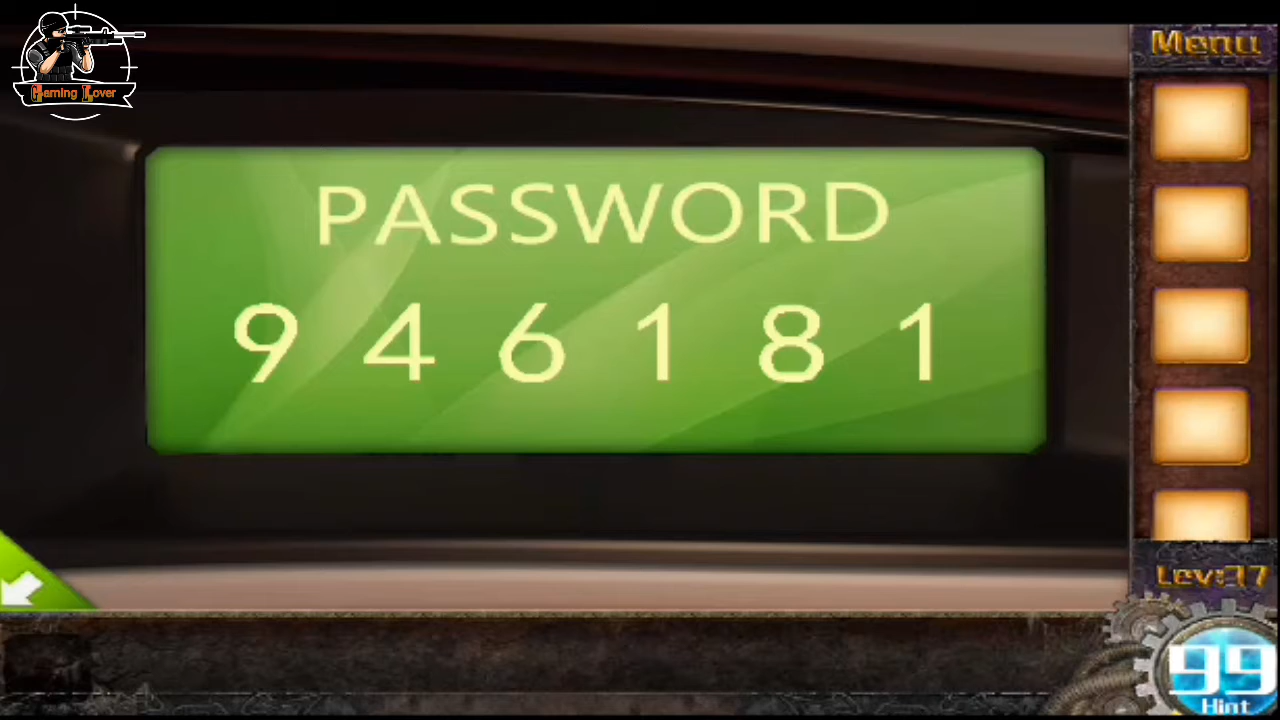 Gaming Lover
Menu
PASSWORD
9 4 6 1 8 1
Lev:17
99
Hint